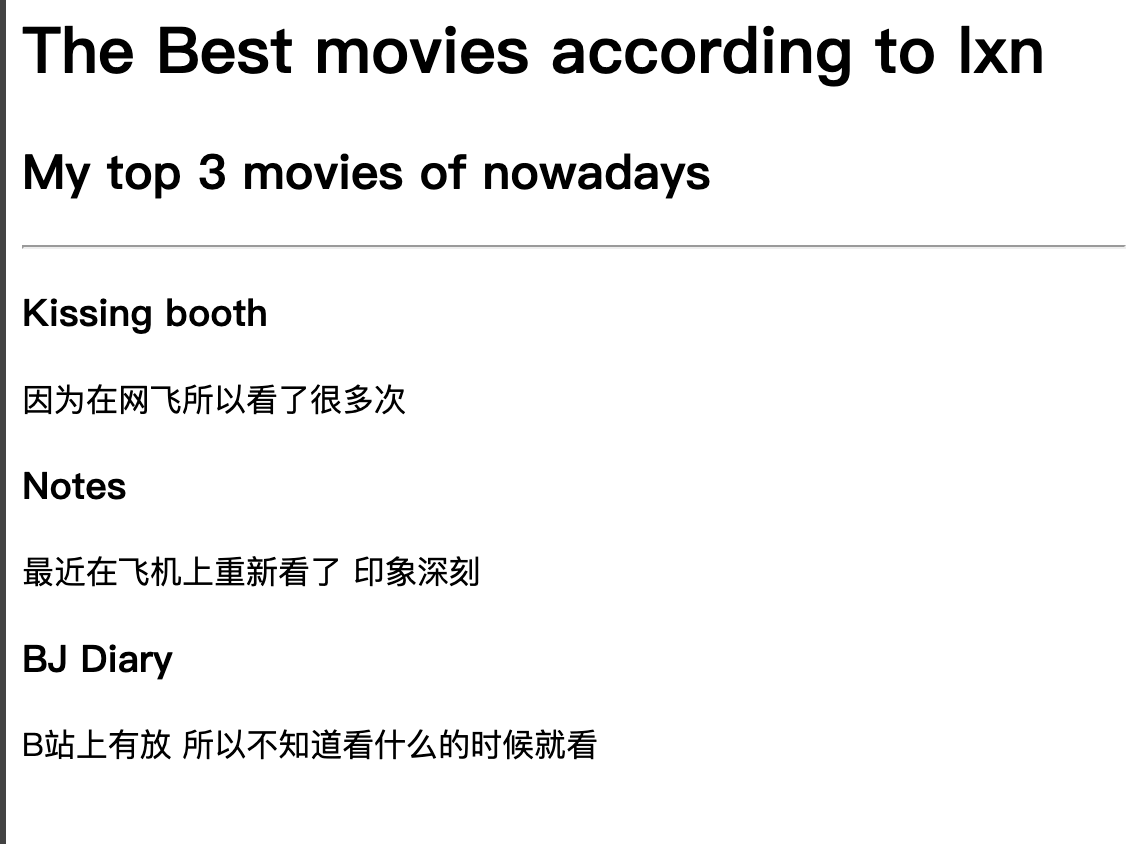 The Best movies according to lxn
My top 3 movies of nowadays
Kissing booth
因为在网飞所以看了很多次
Notes
最近在飞机上重新看了 印象深刻
BJ Diary
B站上有放 所以不知道看什么的时候就看